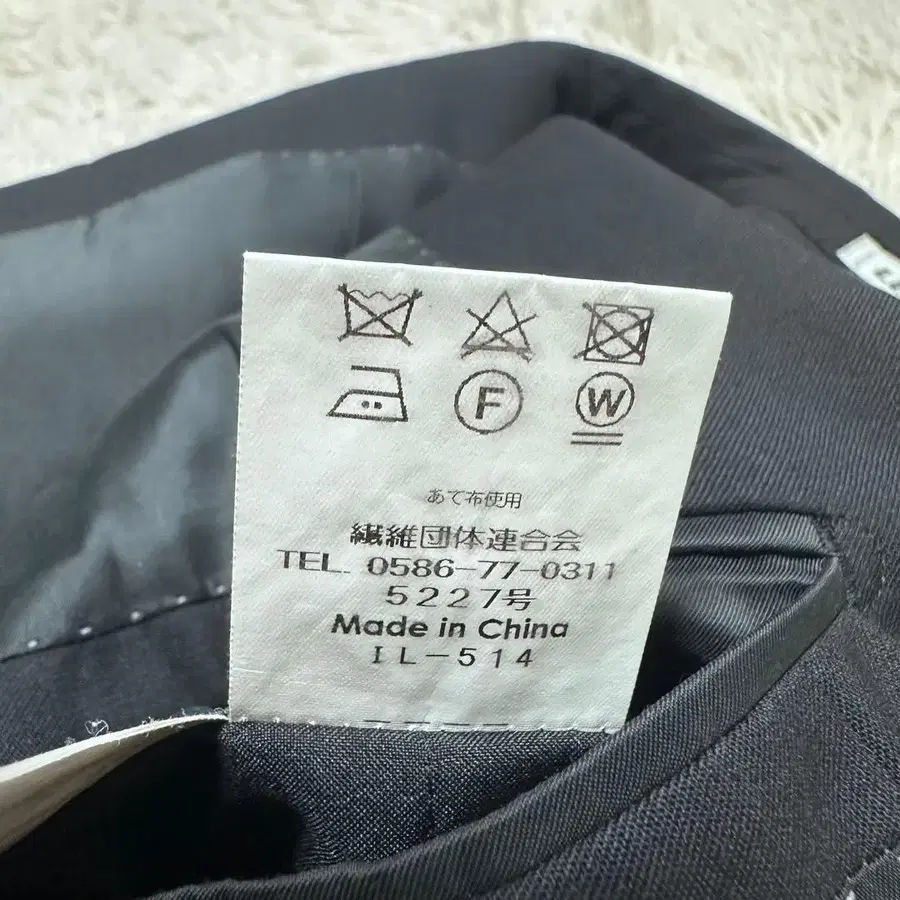 F W
あて布使用
繊維団体連合会
TEL. 0586-77-0311
5227号
Made in China
IL-514